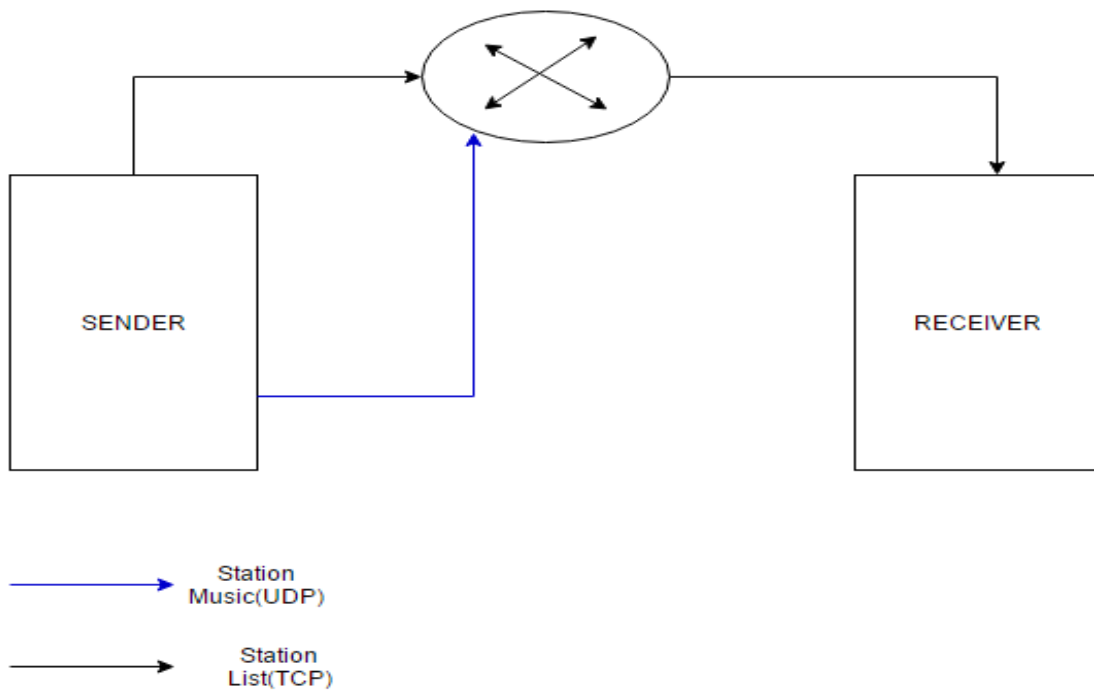 SENDER
RECEIVER
Station
Music(UDP)
Station
List(TCP)